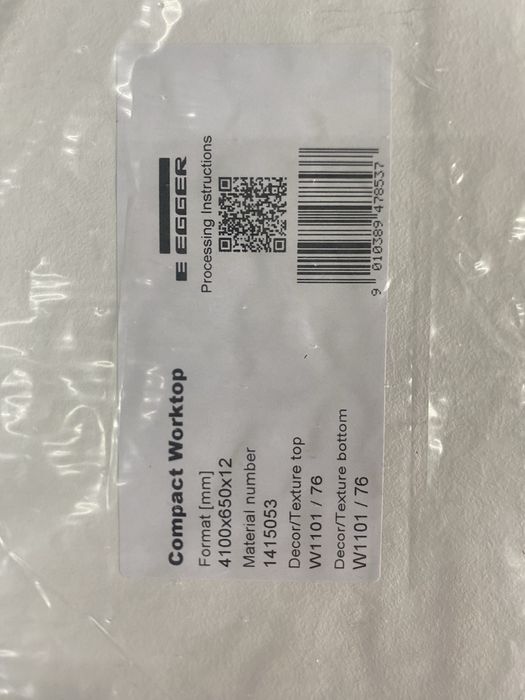 Compact Worktop
Format [mm]
4100x650x12
Material number
1415053
Decor/Texture top
W1101 / 76
Decor/Texture bottom
W1101 / 76
E EGGER
Processing Instructions
9 010389 478537